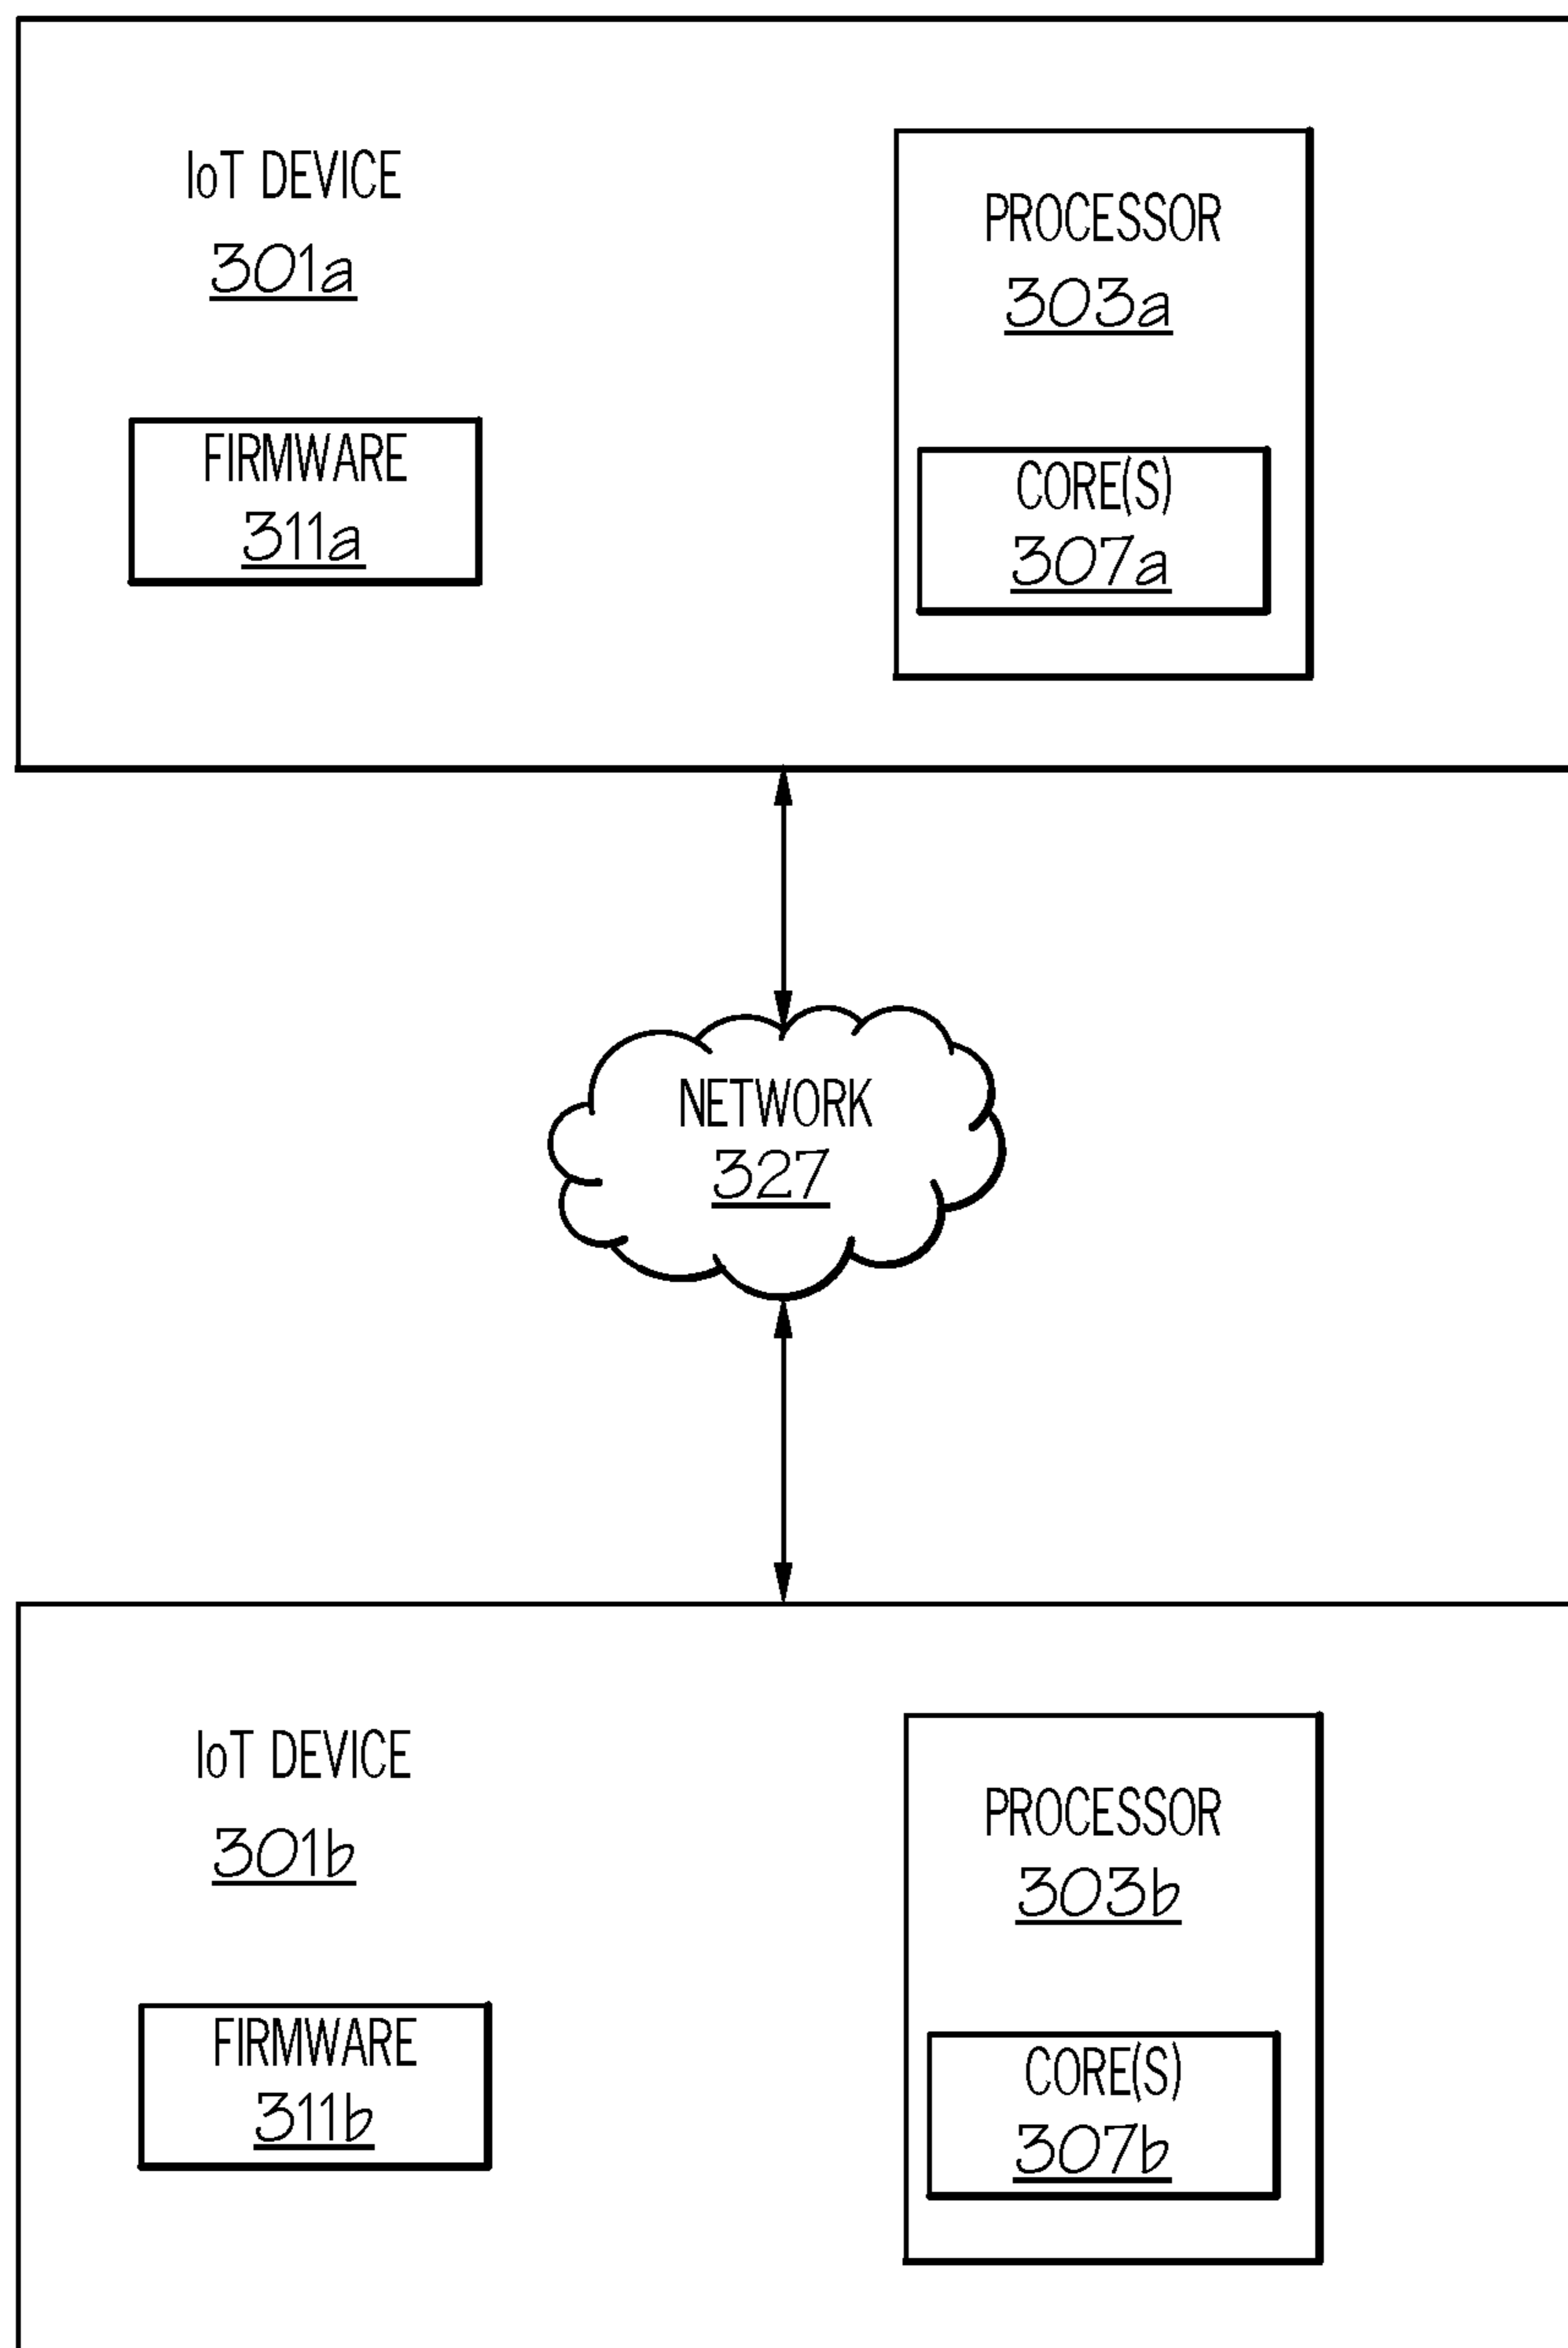 IoT DEVICE
301a
FIRMWARE
311a
PROCESSOR
303a
CORE(S)
307a
NETWORK
327
IoT DEVICE
301b
FIRMWARE
311b
PROCESSOR
303b
CORE(S)
307b